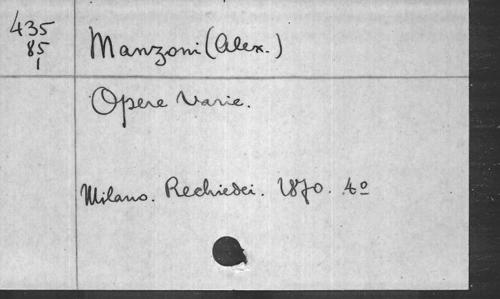 435
85
1
Manzoni (Alex.)
Opere Varie.
Milano. Rechiedei. 1870. 4º